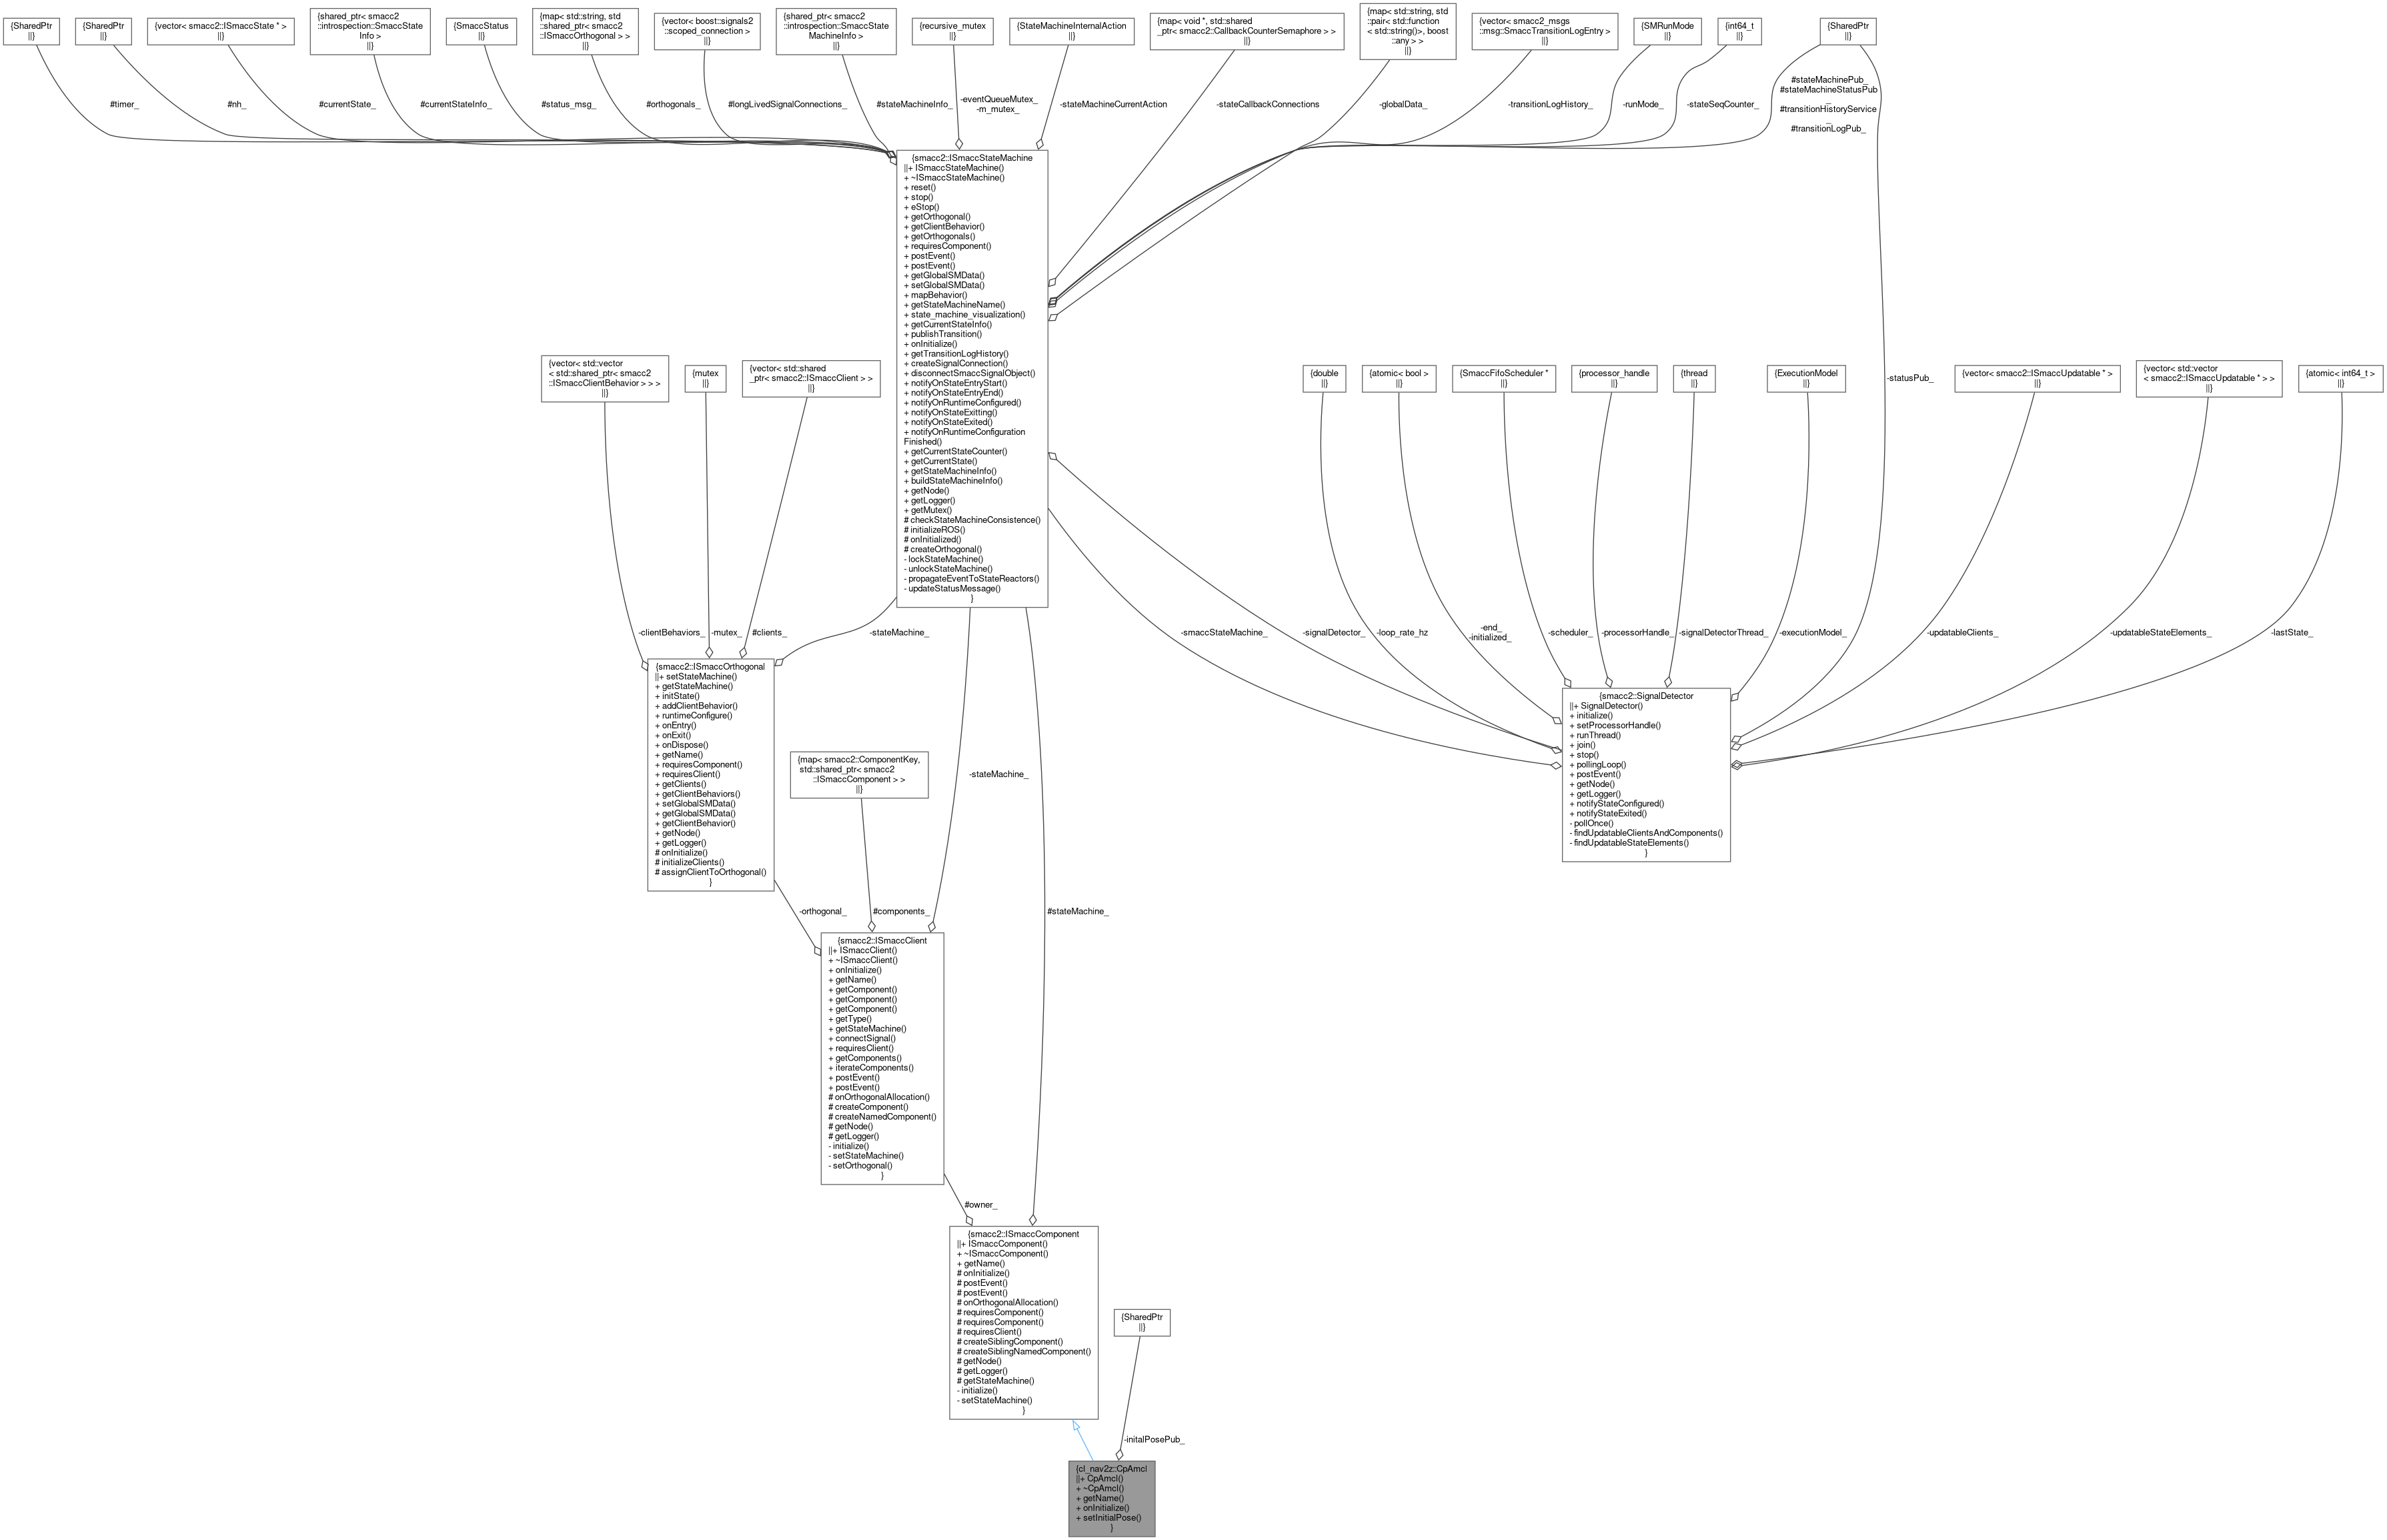 {SharedPtr
||}
{SharedPtr
||}
{vector< smacc2::ISmaccState * >
||}
{shared_ptr< smacc2
::introspection::SmaccState
Info >
||}
{SmaccStatus
||}
{map< std::string, std
::shared_ptr< smacc2
::ISmaccOrthogonal > >
||}
{vector< boost::signals2
::scoped_connection >
||}
{shared_ptr< smacc2
::introspection::SmaccState
MachineInfo >
||}
{recursive_mutex
||}
{StateMachineInternalAction
||}
{map< void *, std::shared
_ptr< smacc2::CallbackCounterSemaphore > >
||}
{map< std::string, std
::pair< std::function
< std::string()>, boost
::any > >
||}
{vector< smacc2_msgs
::msg::SmaccTransitionLogEntry >
||}
{SMRunMode
||}
{int64_t
||}
{SharedPtr
||}
#timer_
#nh_
#currentState_
#currentStateInfo_
#status_msg_
#orthogonals_
#longLivedSignalConnections_
#stateMachineInfo_
-eventQueueMutex_
-m_mutex_
-stateMachineCurrentAction
-stateCallbackConnections
-globalData_
-transitionLogHistory_
-runMode_
-stateSeqCounter_
#stateMachinePub_
#stateMachineStatusPub
_
#transitionHistoryService
_
#transitionLogPub_
{smacc2::ISmaccStateMachine
||+ ISmaccStateMachine()
+ ~ISmaccStateMachine()
+ reset()
+ stop()
+ eStop()
+ getOrthogonal()
+ getClientBehavior()
+ getOrthogonals()
+ requiresComponent()
+ postEvent()
+ postEvent()
+ getGlobalSMData()
+ setGlobalSMData()
+ mapBehavior()
+ getStateMachineName()
+ state_machine_visualization()
+ getCurrentStateInfo()
+ publishTransition()
+ onInitialize()
+ getTransitionLogHistory()
+ createSignalConnection()
+ disconnectSmaccSignalObject()
+ notifyOnStateEntryStart()
+ notifyOnStateEntryEnd()
+ notifyOnRuntimeConfigured()
+ notifyOnStateExitting()
+ notifyOnStateExited()
+ notifyOnRuntimeConfiguration
Finished()
+ getCurrentStateCounter()
+ getCurrentState()
+ getStateMachineInfo()
+ buildStateMachineInfo()
+ getNode()
+ getLogger()
+ getMutex()
# checkStateMachineConsistence()
# initializeROS()
# onInitialized()
# createOrthogonal()
- lockStateMachine()
- unlockStateMachine()
- propagateEventToStateReactors()
- updateStatusMessage()
}
{vector< std::vector
< std::shared_ptr< smacc2
::ISmaccClientBehavior > > >
||}
{mutex
||}
{vector< std::shared
_ptr< smacc2::ISmaccClient > >
||}
{double
||}
{atomic< bool >
||}
{SmaccFifoScheduler *
||}
{processor_handle
||}
{thread
||}
{ExecutionModel
||}
-statusPub_
{vector< smacc2::ISmaccUpdatable * >
||}
{vector< std::vector
< smacc2::ISmaccUpdatable * > >
||}
{atomic< int64_t >
||}
-clientBehaviors_
-mutex_
#clients_
-stateMachine_
-smaccStateMachine_
-signalDetector_
-loop_rate_hz
-end_
-initialized_
-scheduler_
-processorHandle_
-signalDetectorThread_
-executionModel_
-updatableClients_
-updatableStateElements_
-lastState_
{smacc2::ISmaccOrthogonal
||+ setStateMachine()
+ getStateMachine()
+ initState()
+ addClientBehavior()
+ runtimeConfigure()
+ onEntry()
+ onExit()
+ onDispose()
+ getName()
+ requiresComponent()
+ requiresClient()
+ getClients()
+ getClientBehaviors()
+ setGlobalSMData()
+ getGlobalSMData()
+ getClientBehavior()
+ getNode()
+ getLogger()
# onInitialize()
# initializeClients()
# assignClientToOrthogonal()
}
{smacc2::SignalDetector
||+ SignalDetector()
+ initialize()
+ setProcessorHandle()
+ runThread()
+ join()
+ stop()
+ pollingLoop()
+ postEvent()
+ getNode()
+ getLogger()
+ notifyStateConfigured()
+ notifyStateExited()
- pollOnce()
- findUpdatableClientsAndComponents()
- findUpdatableStateElements()
}
{map< smacc2::ComponentKey,
std::shared_ptr< smacc2
::ISmaccComponent > >
||}
-stateMachine_
-orthogonal_
#components_
#stateMachine_
{smacc2::ISmaccClient
||+ ISmaccClient()
+ ~ISmaccClient()
+ onInitialize()
+ getName()
+ getComponent()
+ getComponent()
+ getComponent()
+ getType()
+ getStateMachine()
+ connectSignal()
+ requiresClient()
+ getComponents()
+ iterateComponents()
+ postEvent()
+ postEvent()
# onOrthogonalAllocation()
# createComponent()
# createNamedComponent()
# getNode()
# getLogger()
- initialize()
- setStateMachine()
- setOrthogonal()
}
#owner_
{smacc2::ISmaccComponent
||+ ISmaccComponent()
+ ~ISmaccComponent()
+ getName()
# onInitialize()
# postEvent()
# postEvent()
# onOrthogonalAllocation()
# requiresComponent()
# requiresComponent()
# requiresClient()
# createSiblingComponent()
# createSiblingNamedComponent()
# getNode()
# getLogger()
# getStateMachine()
- initialize()
- setStateMachine()
}
{SharedPtr
||}
-initalPosePub_
{cl_nav2z::CpAmcl
||+ CpAmcl()
+ ~CpAmcl()
+ getName()
+ onInitialize()
+ setInitialPose()
}